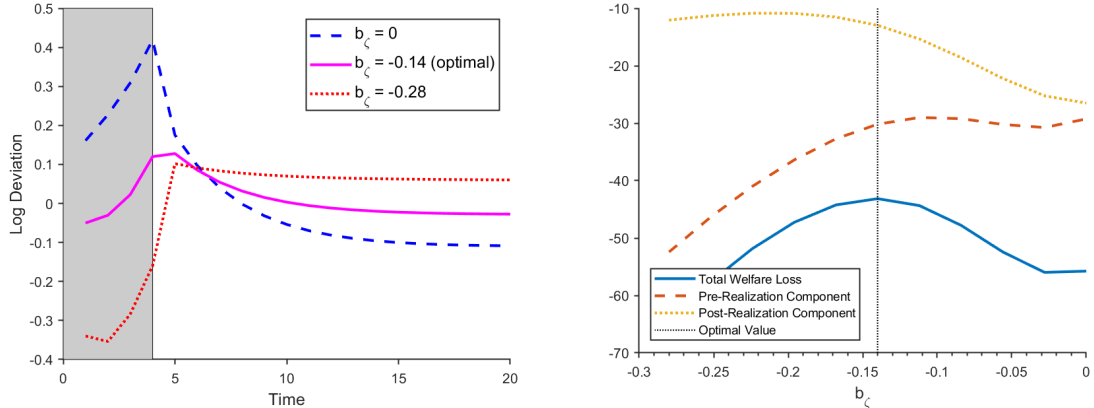 0.5
0.4
0.3
0.2
0.1
0
-0.1
-0.2
-0.3
-0.4
Log Deviation
0 5 10 15 20
Time
b_ζ = 0
b_ζ = -0.14 (optimal)
b_ζ = -0.28
-10
-20
-30
-40
-50
-60
-70
-0.3 -0.25 -0.2 -0.15 -0.1 -0.05 0
b_ζ
Total Welfare Loss
Pre-Realization Component
Post-Realization Component
Optimal Value